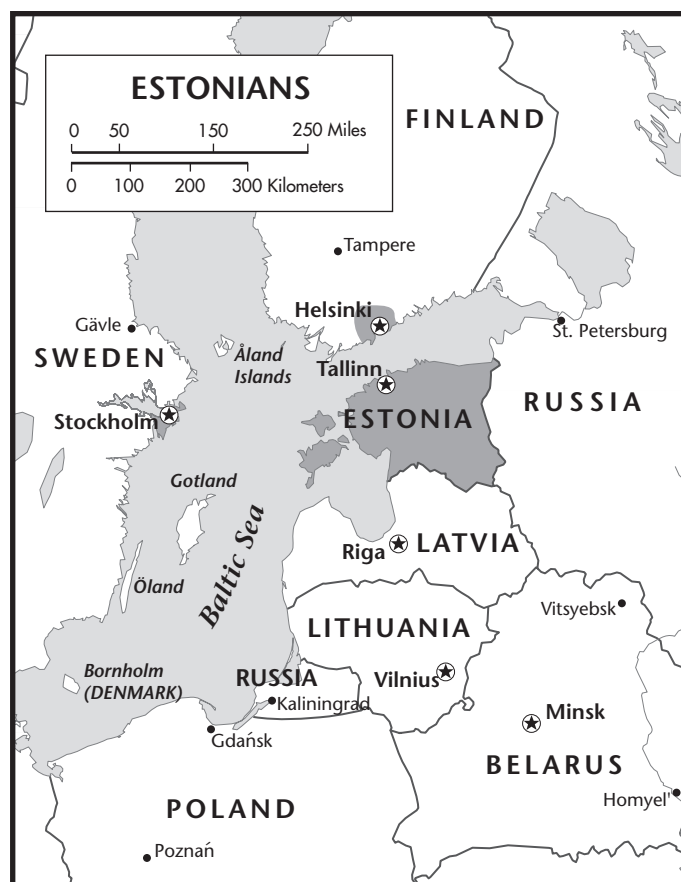 ESTONIANS
0 50 150 250 Miles
0 100 200 300 Kilometers
FINLAND
Tampere
Helsinki
Gävle
St. Petersburg
SWEDEN
Åland
Islands
Tallinn
RUSSIA
Stockholm
ESTONIA
Gotland
Baltic Sea
Riga
LATVIA
Öland
Vitsyebsk
LITHUANIA
Bornholm
(DENMARK)
RUSSIA
Vilnius
Kaliningrad
Minsk
Gdańsk
BELARUS
Homyel'
POLAND
Poznań